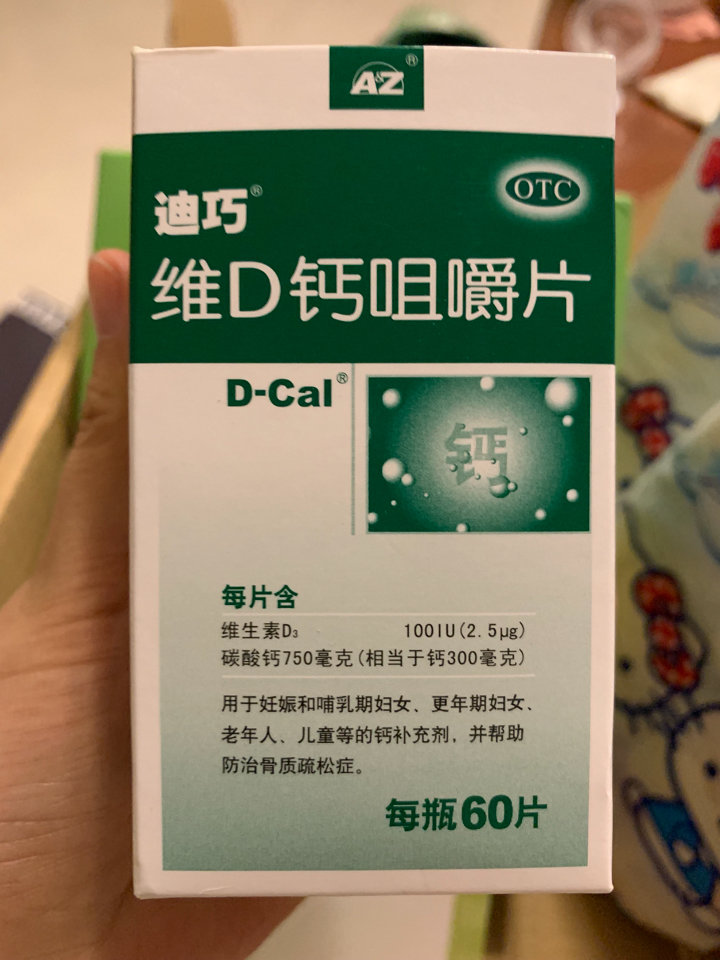 A&Z®
OTC
迪巧®
维D钙咀嚼片
D-Cal®
钙
每片含
维生素D₃ 100IU(2.5μg)
碳酸钙750毫克(相当于钙300毫克)
用于妊娠和哺乳期妇女、更年期妇女、
老年人、儿童等的钙补充剂，并帮助
防治骨质疏松症。
每瓶60片